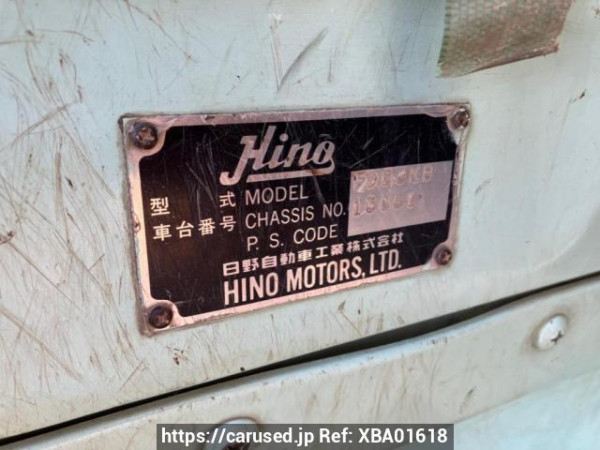 Hino
型 式 MODEL
車台番号 CHASSIS NO.
P. S. CODE
日野自動車工業株式会社
HINO MOTORS, LTD.
https://carused.jp Ref: XBA01618